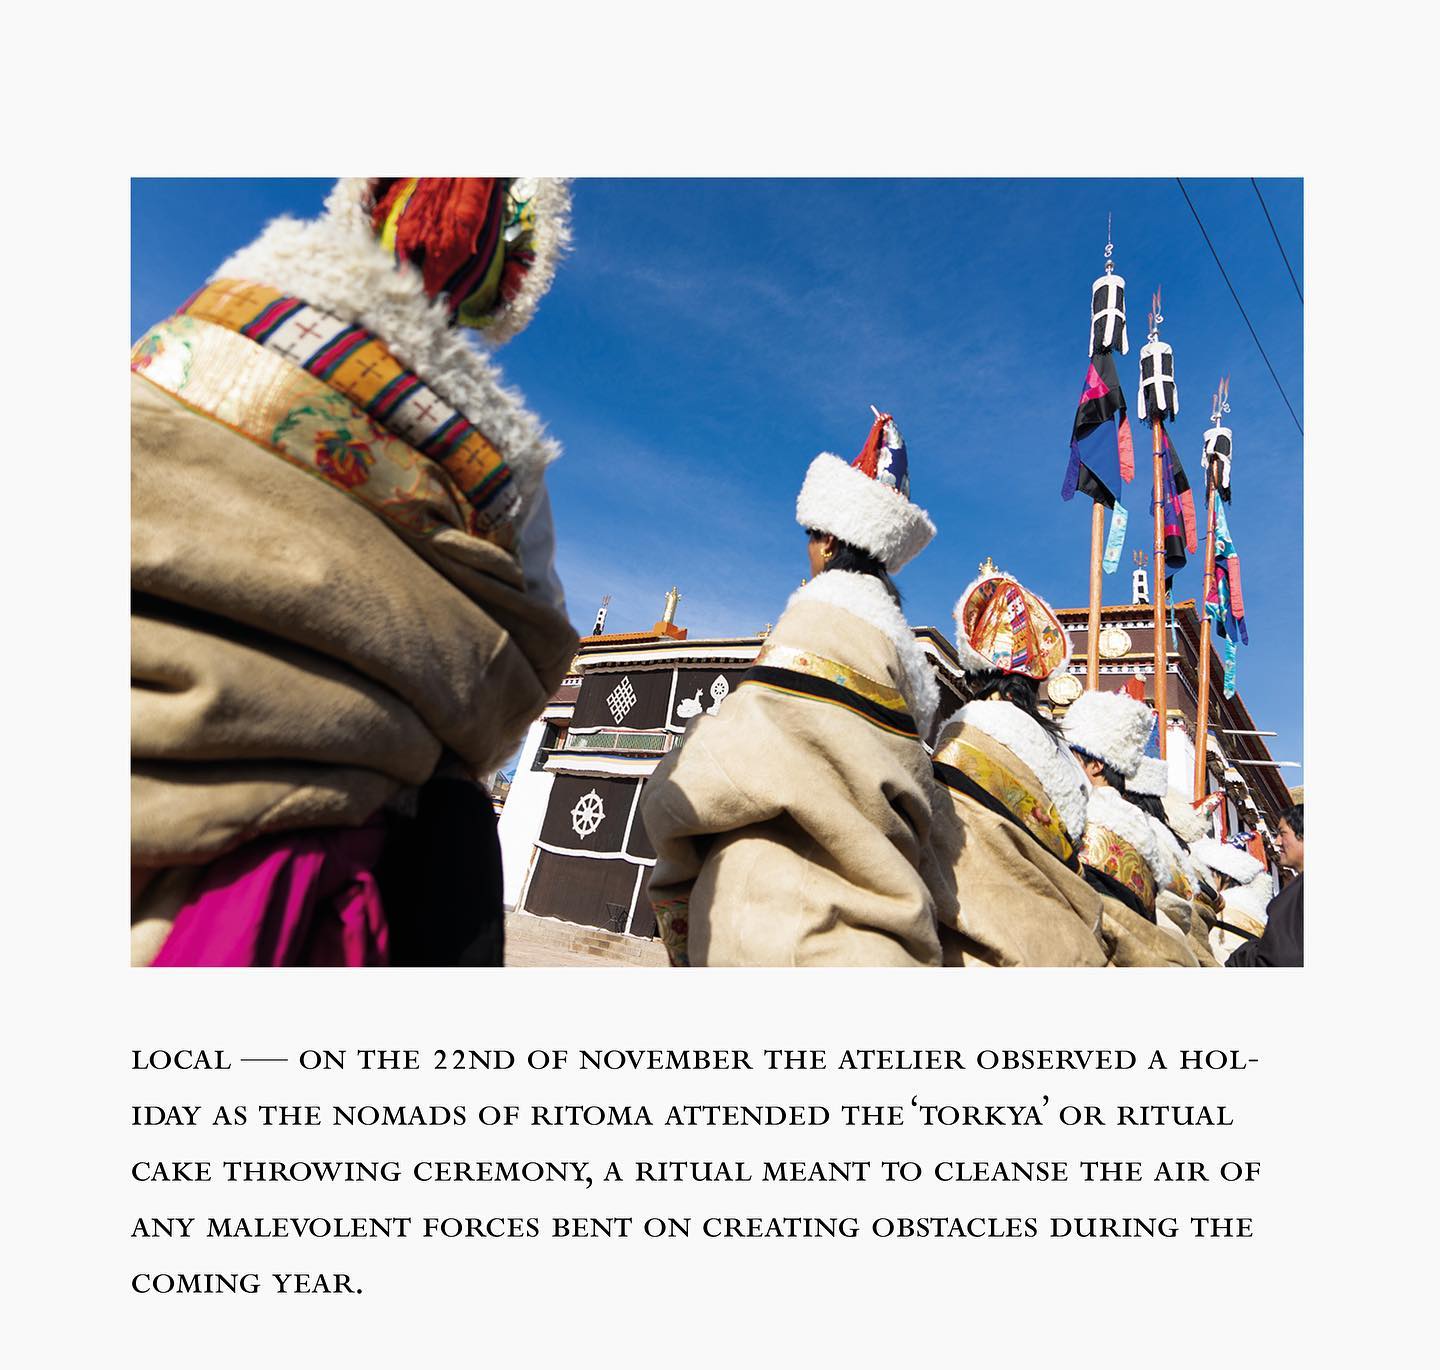 LOCAL — ON THE 22ND OF NOVEMBER THE ATELIER OBSERVED A HOL-
IDAY AS THE NOMADS OF RITOMA ATTENDED THE ‘TORKYA’ OR RITUAL
CAKE THROWING CEREMONY, A RITUAL MEANT TO CLEANSE THE AIR OF
ANY MALEVOLENT FORCES BENT ON CREATING OBSTACLES DURING THE
COMING YEAR.